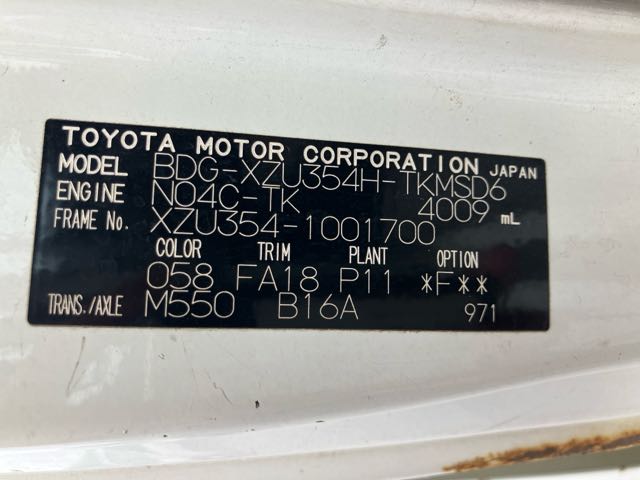 TOYOTA MOTOR CORPORATION JAPAN
MODEL BDG-XZU354H-TKMSD6
ENGINE N04C-TK 4009 mL
FRAME No. XZU354-1001700
COLOR TRIM PLANT OPTION
058 FA18 P11 *F**
TRANS./AXLE M550 B16A 971